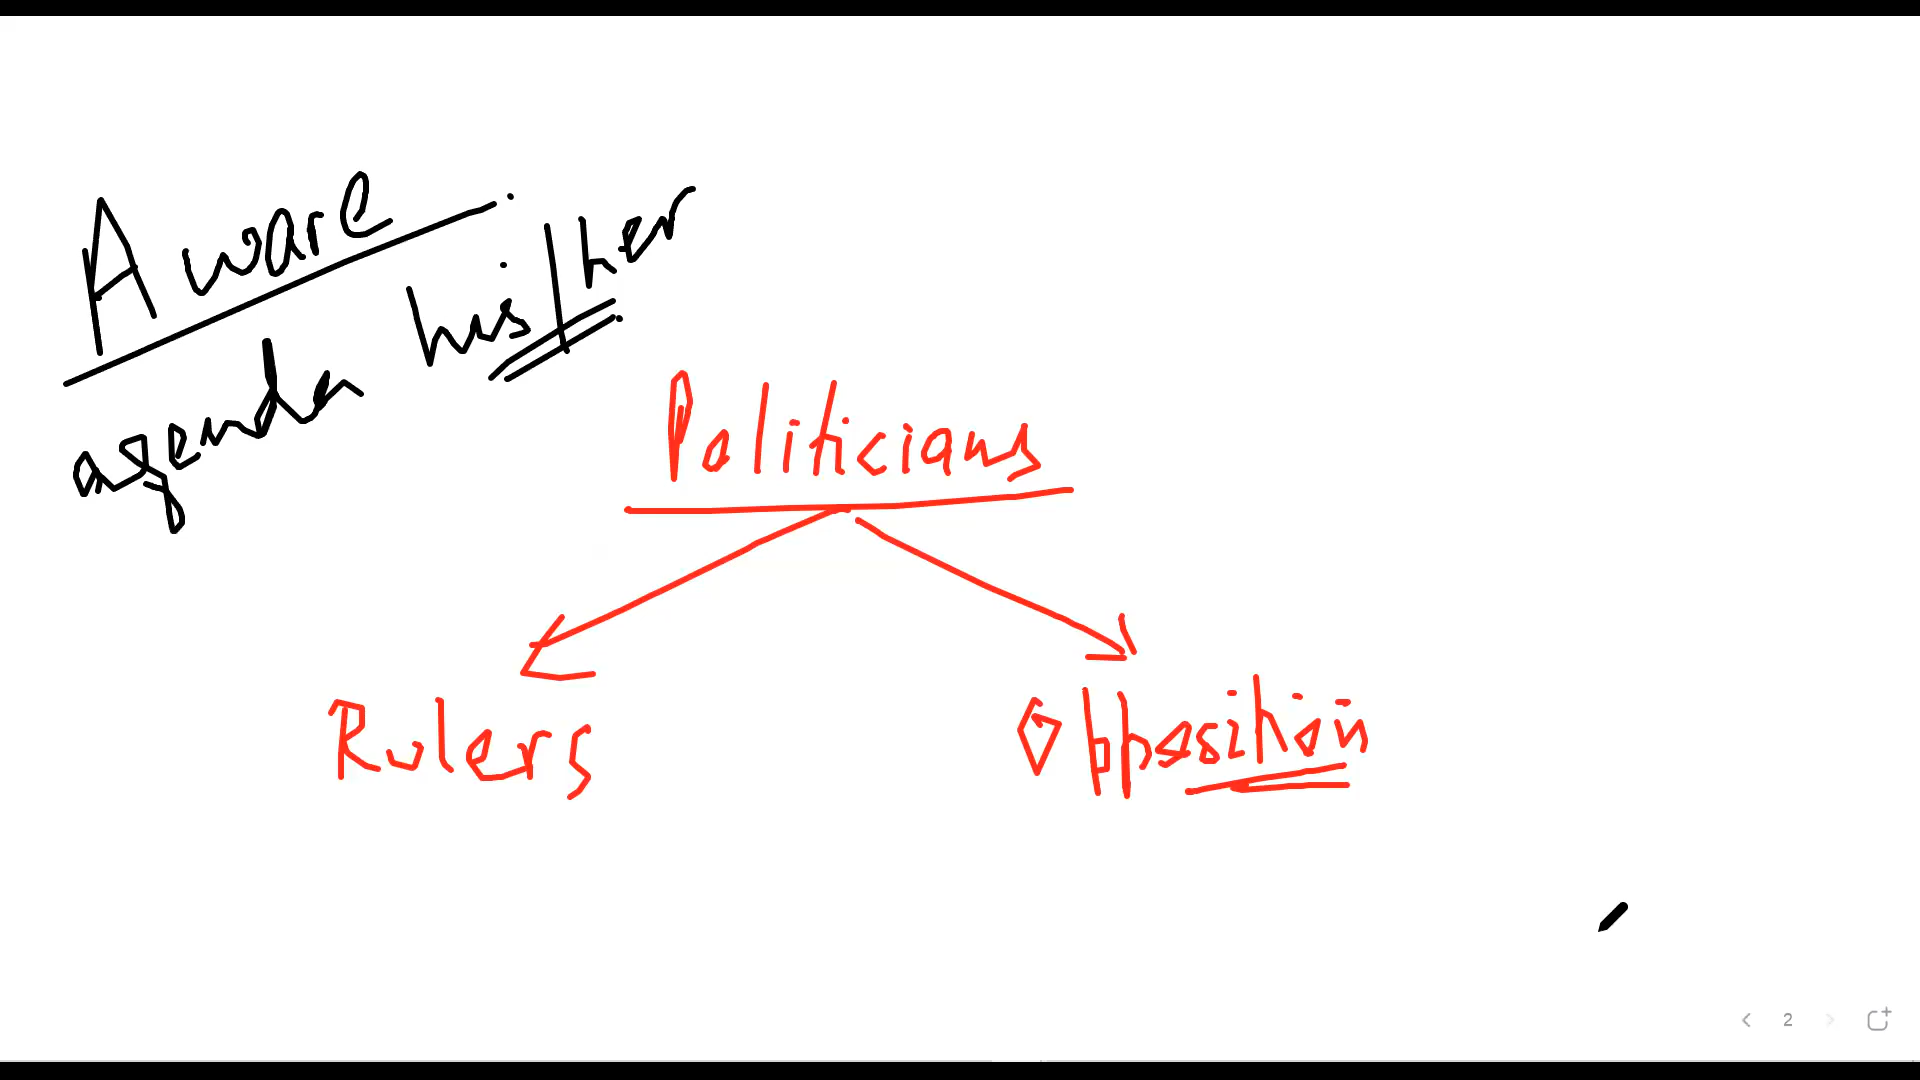 Aware
agenda his/her
Politicians
Rulers
Opposition
2